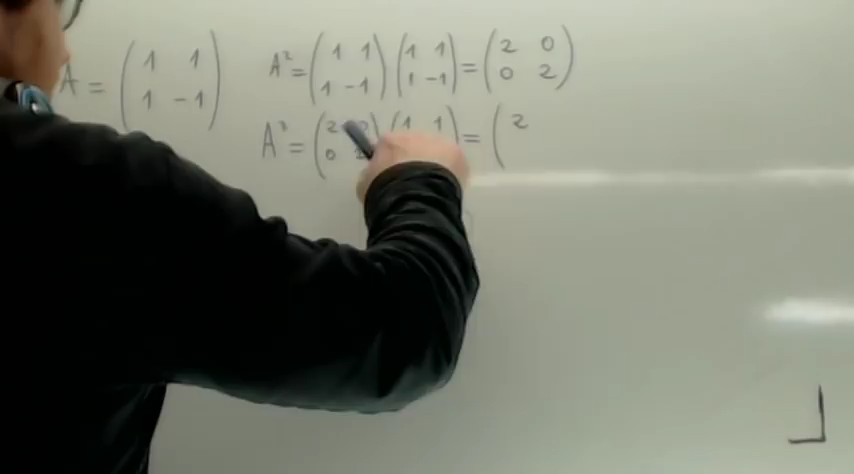 A = ( 1 1 ; 1 -1 )
A² = ( 1 1 ; 1 -1 ) ( 1 1 ; 1 -1 ) = ( 2 0 ; 0 2 )
A³ = ( 2 ; 0 ) ( 1 1 ) = ( 2